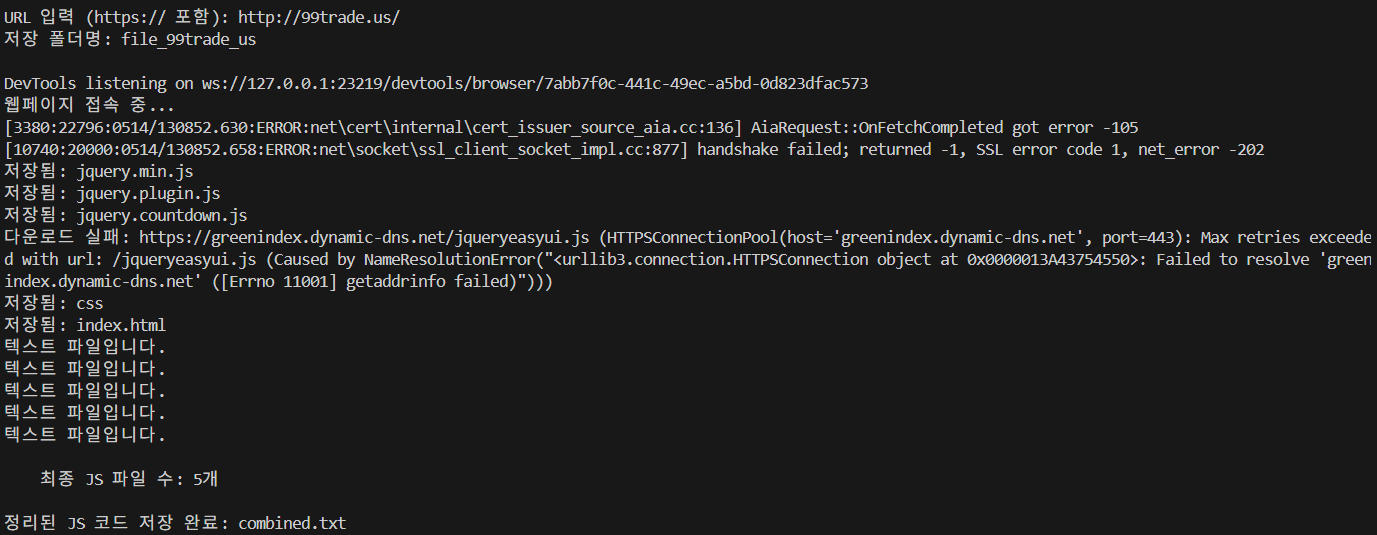 URL 입력 (https:// 포함): http://99trade.us/
저장 폴더명: file_99trade_us
DevTools listening on ws://127.0.0.1:23219/devtools/browser/7abb7f0c-441c-49ec-a5bd-0d823dfac573
웹페이지 접속 중...
[3380:22796:0514/130852.630:ERROR:net\cert\internal\cert_issuer_source_aia.cc:136] AiaRequest::OnFetchCompleted got error -105
[10740:20000:0514/130852.658:ERROR:net\socket\ssl_client_socket_impl.cc:877] handshake failed; returned -1, SSL error code 1, net_error -202
저장됨: jquery.min.js
저장됨: jquery.plugin.js
저장됨: jquery.countdown.js
다운로드 실패: https://greenindex.dynamic-dns.net/jqueryeasyui.js (HTTPSConnectionPool(host='greenindex.dynamic-dns.net', port=443): Max retries exceede
d with url: /jqueryeasyui.js (Caused by NameResolutionError("<urllib3.connection.HTTPSConnection object at 0x0000013A43754550>: Failed to resolve 'green
index.dynamic-dns.net' ([Errno 11001] getaddrinfo failed)")))
저장됨: css
저장됨: index.html
텍스트 파일입니다.
텍스트 파일입니다.
텍스트 파일입니다.
텍스트 파일입니다.
텍스트 파일입니다.
최종 JS 파일 수: 5개
정리된 JS 코드 저장 완료: combined.txt